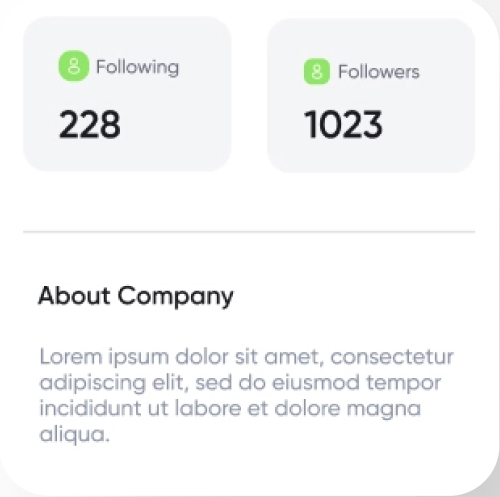 Following
Followers
228
1023
About Company
Lorem ipsum dolor sit amet, consectetur
adipiscing elit, sed do eiusmod tempor
incididunt ut labore et dolore magna
aliqua.